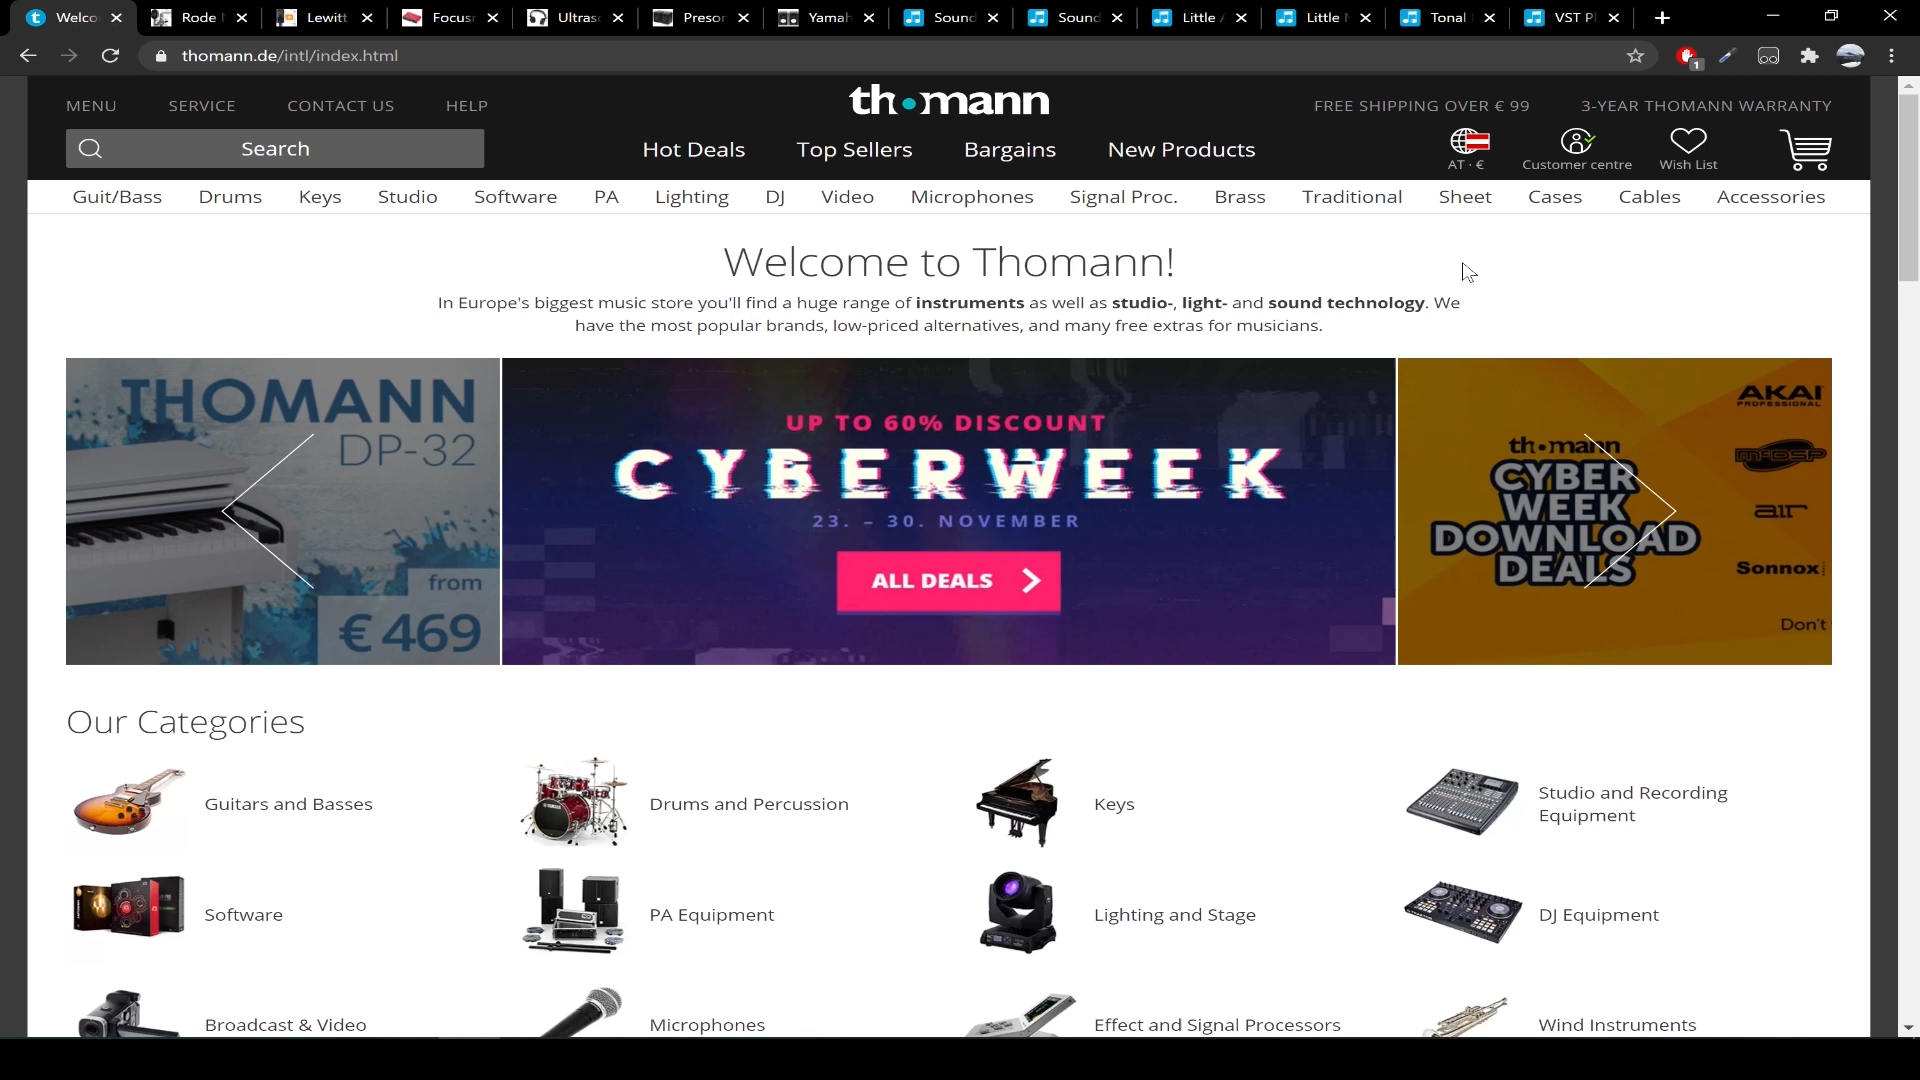 Welco
Rode
Lewitt
Focus
Ultras
Preson
Yamah
Sound
Sound
Little
Little
Tonal
VST P
thomann.de/intl/index.html
1
MENU
SERVICE
CONTACT US
HELP
th•mann
FREE SHIPPING OVER € 99
3-YEAR THOMANN WARRANTY
Search
Hot Deals
Top Sellers
Bargains
New Products
AT · €
Customer centre
Wish List
Guit/Bass
Drums
Keys
Studio
Software
PA
Lighting
DJ
Video
Microphones
Signal Proc.
Brass
Traditional
Sheet
Cases
Cables
Accessories
Welcome to Thomann!
In Europe's biggest music store you'll find a huge range of instruments as well as studio-, light- and sound technology. We
have the most popular brands, low-priced alternatives, and many free extras for musicians.
THOMANN
DP-32
from
€ 469
UP TO 60% DISCOUNT
CYBERWEEK
23. – 30. NOVEMBER
ALL DEALS
th•mann
CYBER
WEEK
DOWNLOAD
DEALS
AKAI
PROFESSIONAL
McDSP
air
Sonnox
Don't
Our Categories
Guitars and Basses
Drums and Percussion
Keys
Studio and Recording
Equipment
Software
PA Equipment
Lighting and Stage
DJ Equipment
Broadcast & Video
Microphones
Effect and Signal Processors
Wind Instruments